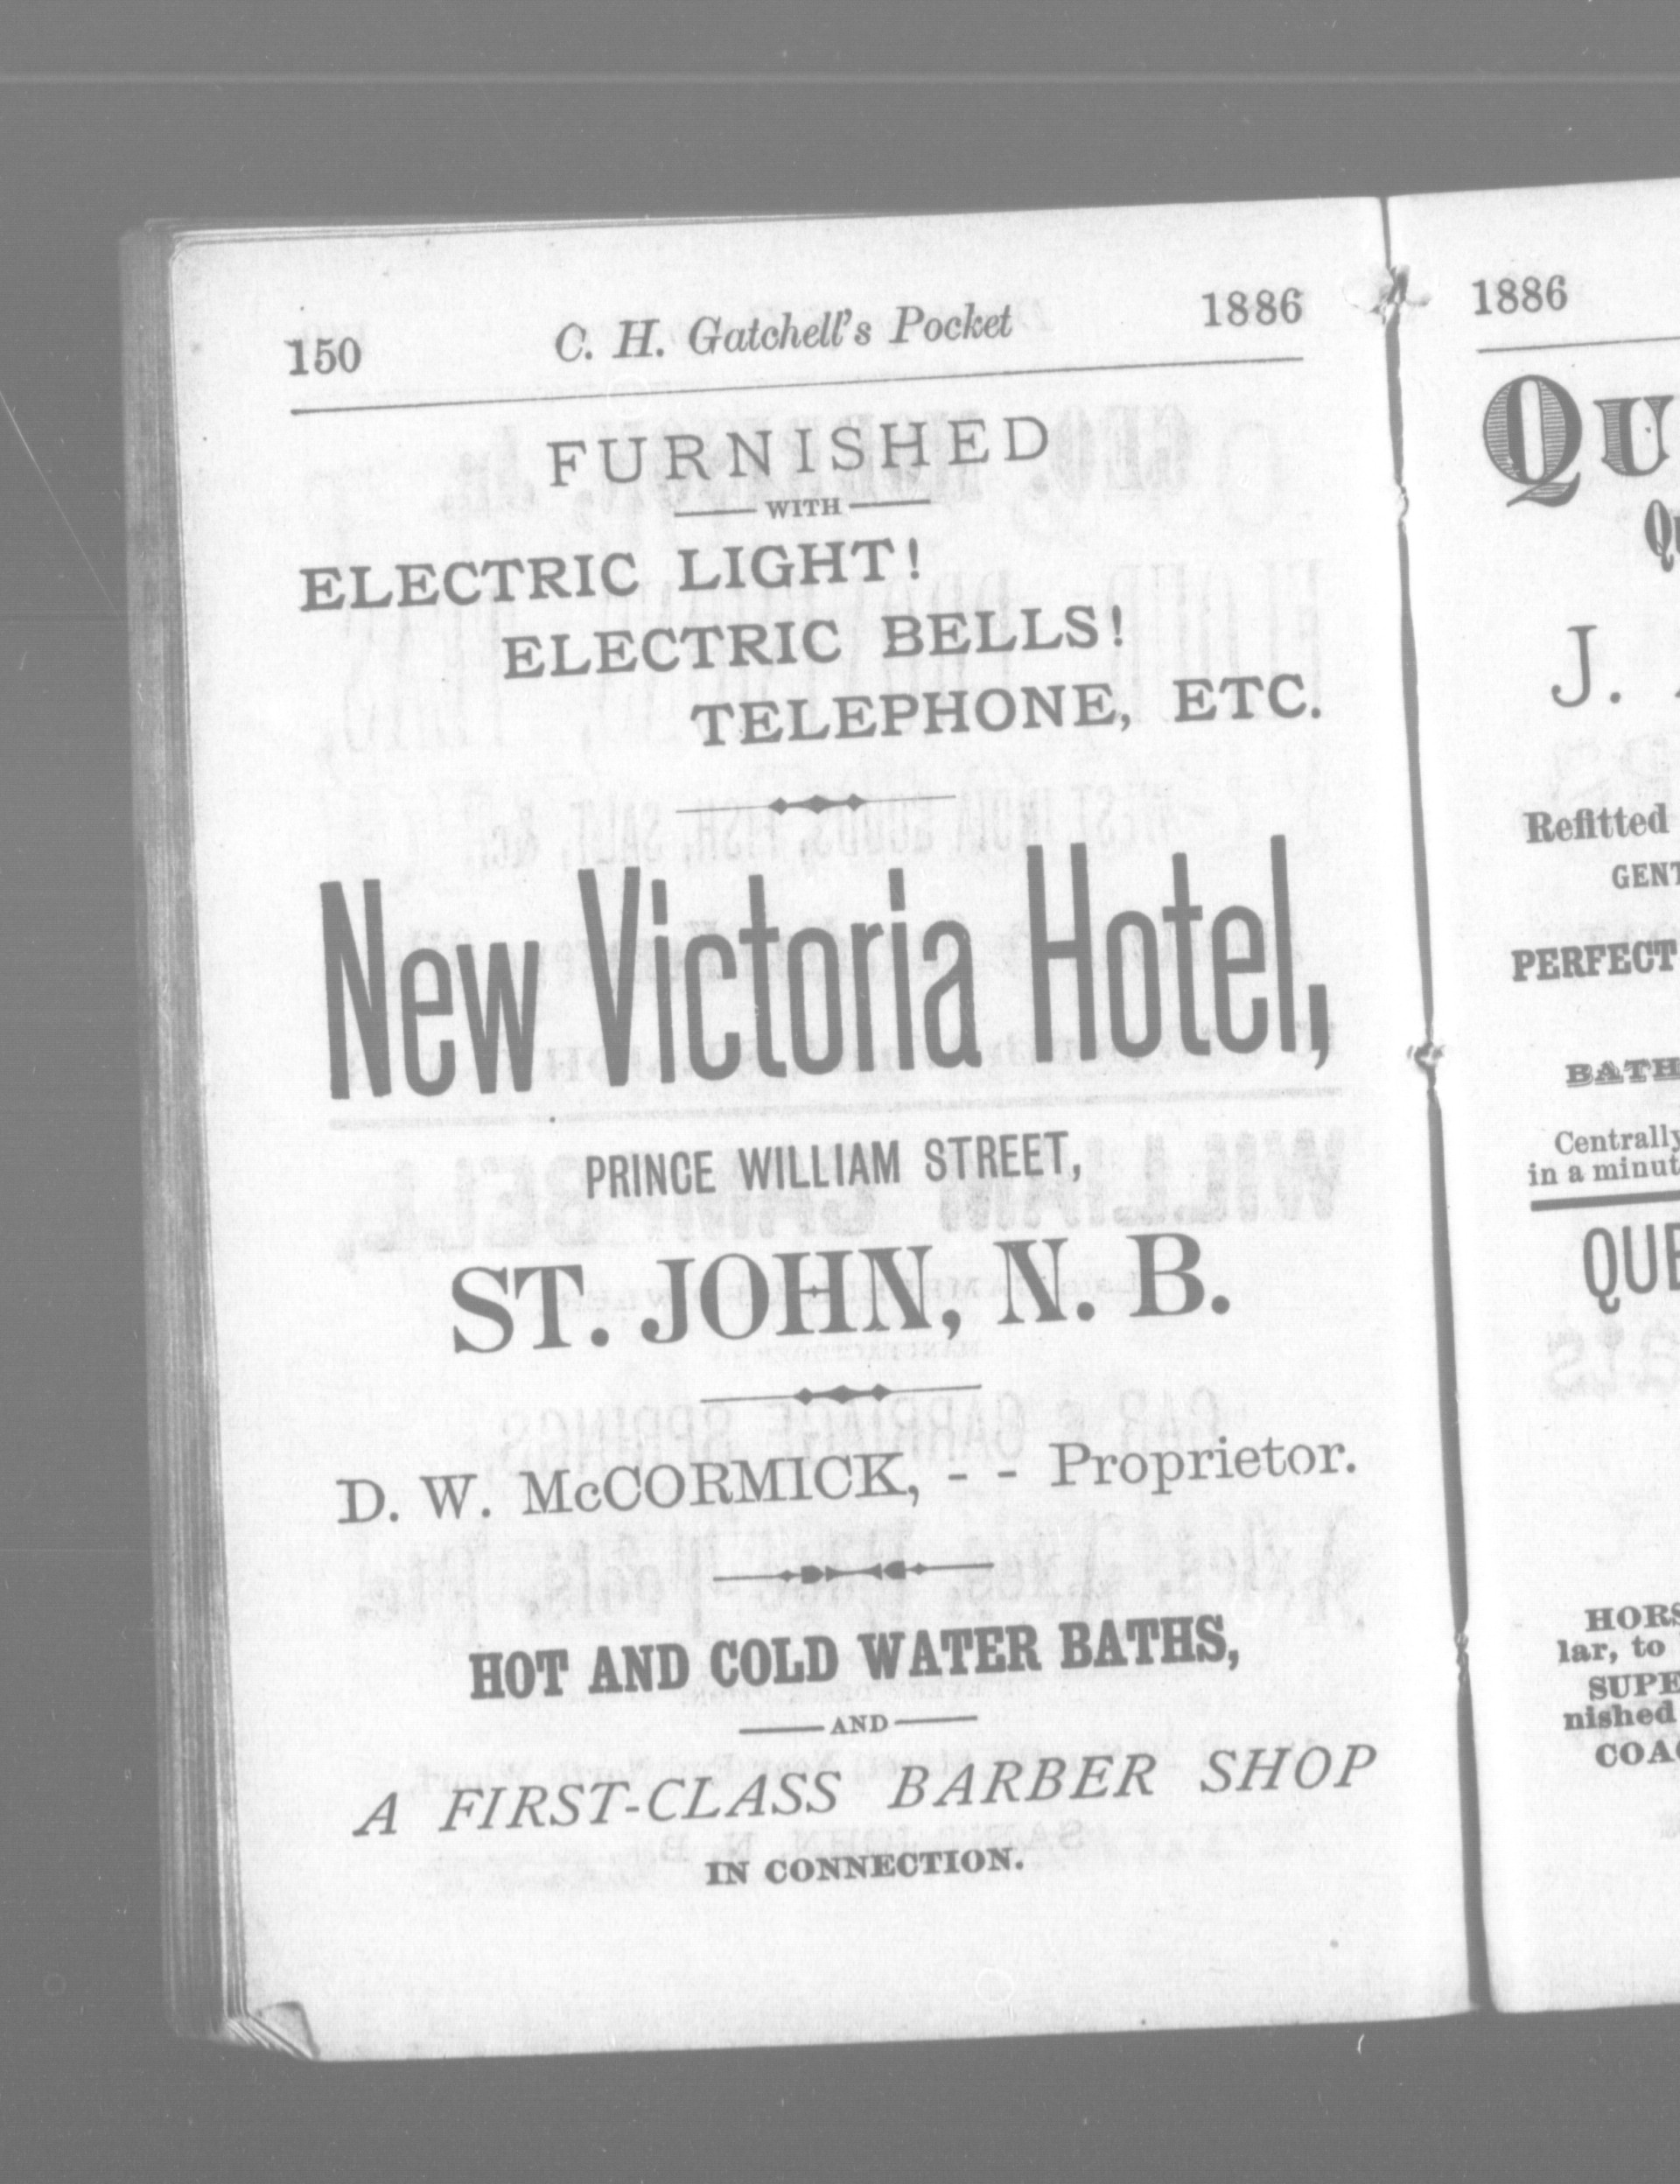 150 C. H. Gatchell's Pocket 1886
FURNISHED
WITH
ELECTRIC LIGHT!
ELECTRIC BELLS!
TELEPHONE, ETC.
New Victoria Hotel,
PRINCE WILLIAM STREET,
ST. JOHN, N. B.
D. W. McCORMICK, - - Proprietor.
HOT AND COLD WATER BATHS,
AND
A FIRST-CLASS BARBER SHOP
IN CONNECTION.
1886
QU
QU
J.
Refitted
GENT
PERFECT
BATH
Centrally
in a minut
QUE
HORS
lar, to
SUPE
nished
COAC